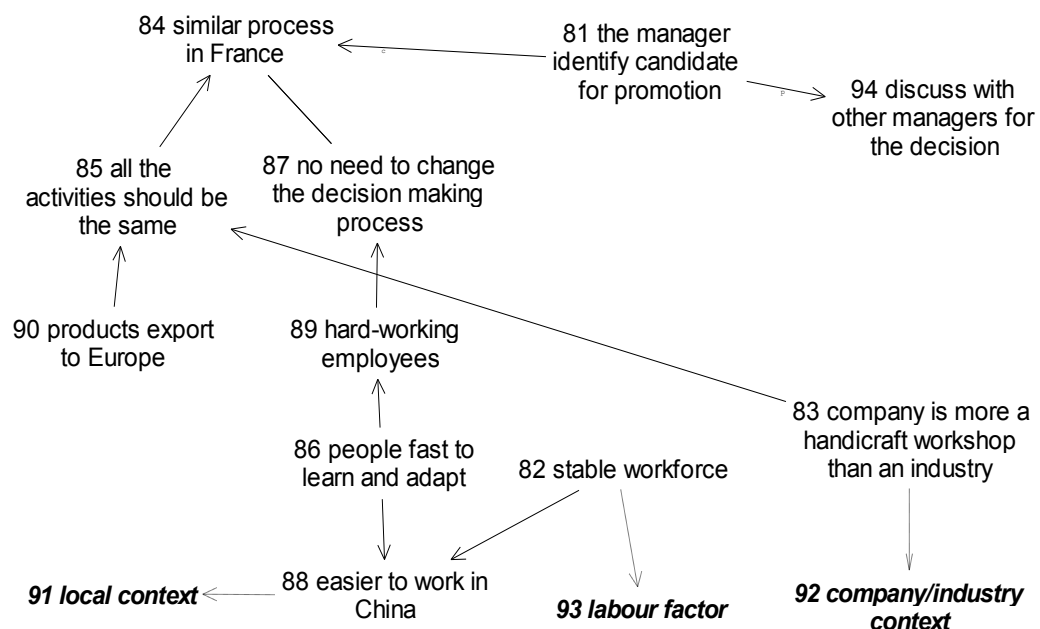 84 similar process
in France
81 the manager
identify candidate
for promotion
c
P
94 discuss with
other managers for
the decision
85 all the
activities should be
the same
87 no need to change
the decision making
process
90 products export
to Europe
89 hard-working
employees
83 company is more a
handicraft workshop
than an industry
86 people fast to
learn and adapt
82 stable workforce
91 local context
88 easier to work in
China
93 labour factor
92 company/industry
context